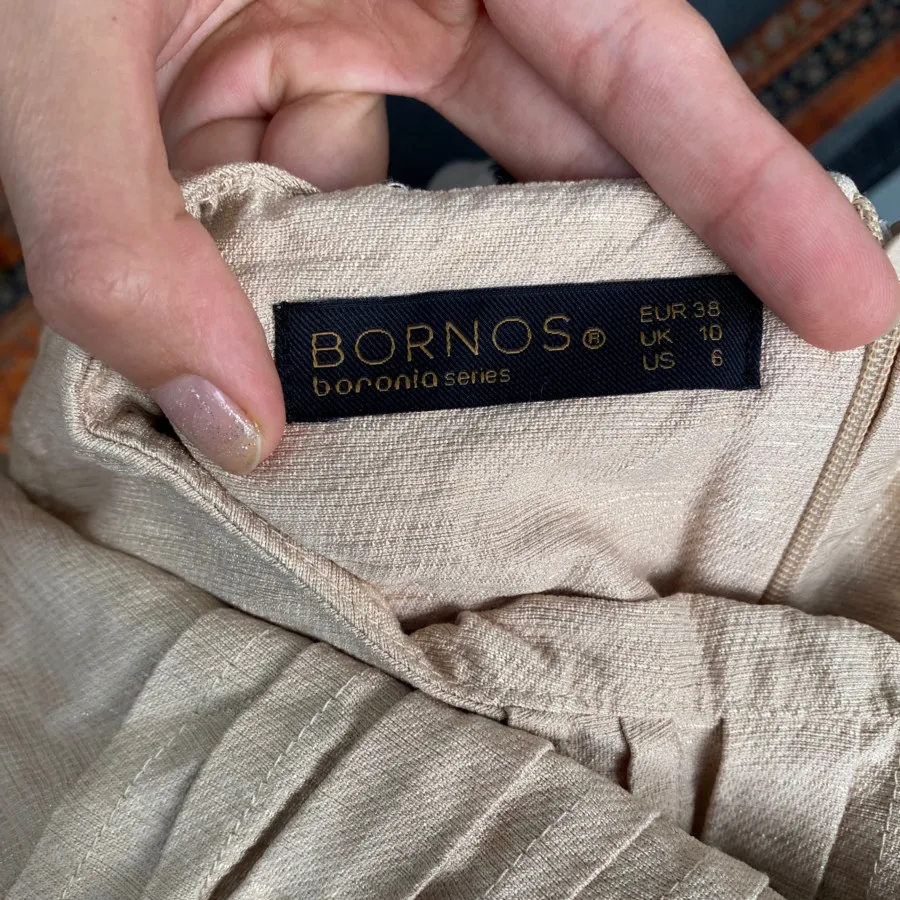 BORNOS®
boronia series
EUR 38
UK 10
US 6